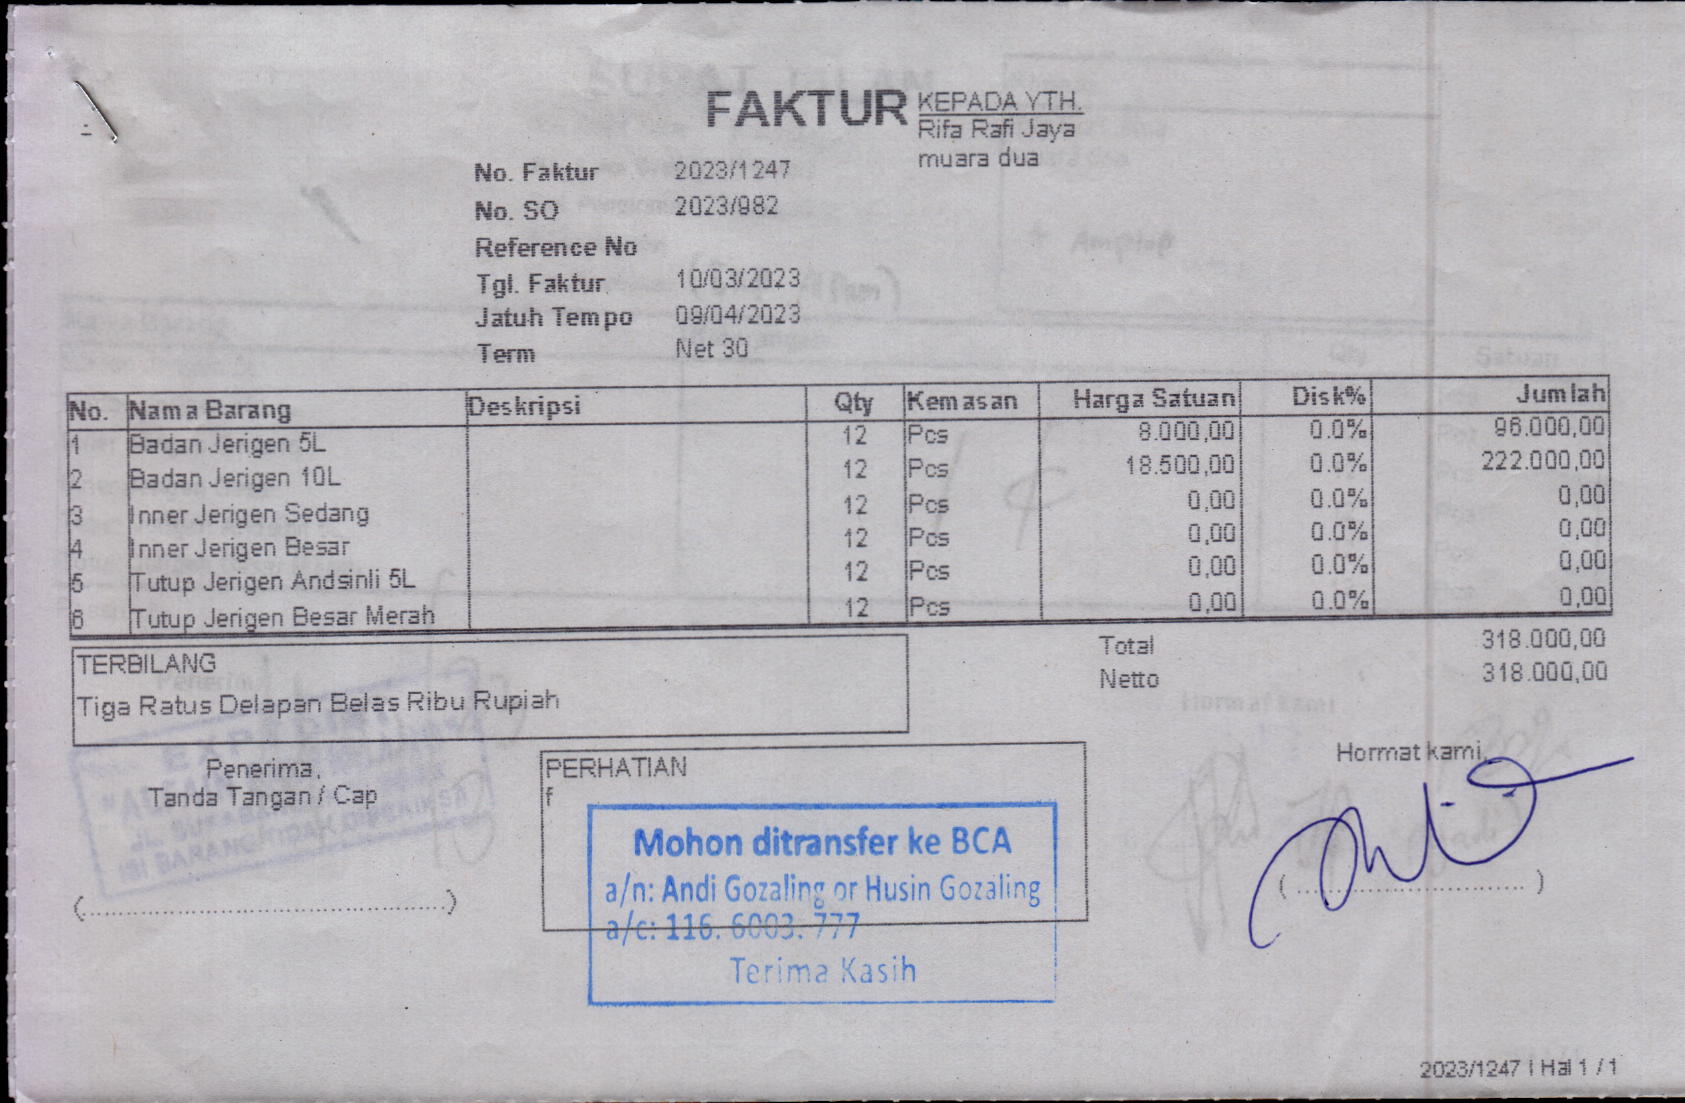 FAKTUR
KEPADA YTH.
Rifa Rafi Jaya
muara dua
No. Faktur 2023/1247
No. SO 2023/982
Reference No
Tgl. Faktur 10/03/2023
Jatuh Tempo 09/04/2023
Term Net 30
No. Nama Barang Deskripsi Qty Kemasan Harga Satuan Disk% Jumlah
1 Badan Jerigen 5L 12 Pcs 8.000,00 0.0% 96.000,00
2 Badan Jerigen 10L 12 Pcs 18.500,00 0.0% 222.000,00
3 Inner Jerigen Sedang 12 Pcs 0,00 0.0% 0,00
4 Inner Jerigen Besar 12 Pcs 0,00 0.0% 0,00
5 Tutup Jerigen Andsinli 5L 12 Pcs 0,00 0.0% 0,00
6 Tutup Jerigen Besar Merah 12 Pcs 0,00 0.0% 0,00
Total 318.000,00
Netto 318.000,00
TERBILANG
Tiga Ratus Delapan Belas Ribu Rupiah
Penerima,
Tanda Tangan / Cap
(........................................................)
PERHATIAN
f
Mohon ditransfer ke BCA
a/n: Andi Gozaling or Husin Gozaling
a/c: 116. 6003. 777
Terima Kasih
Hormat kami,
( ................................... )
2023/1247 | Hal 1 / 1